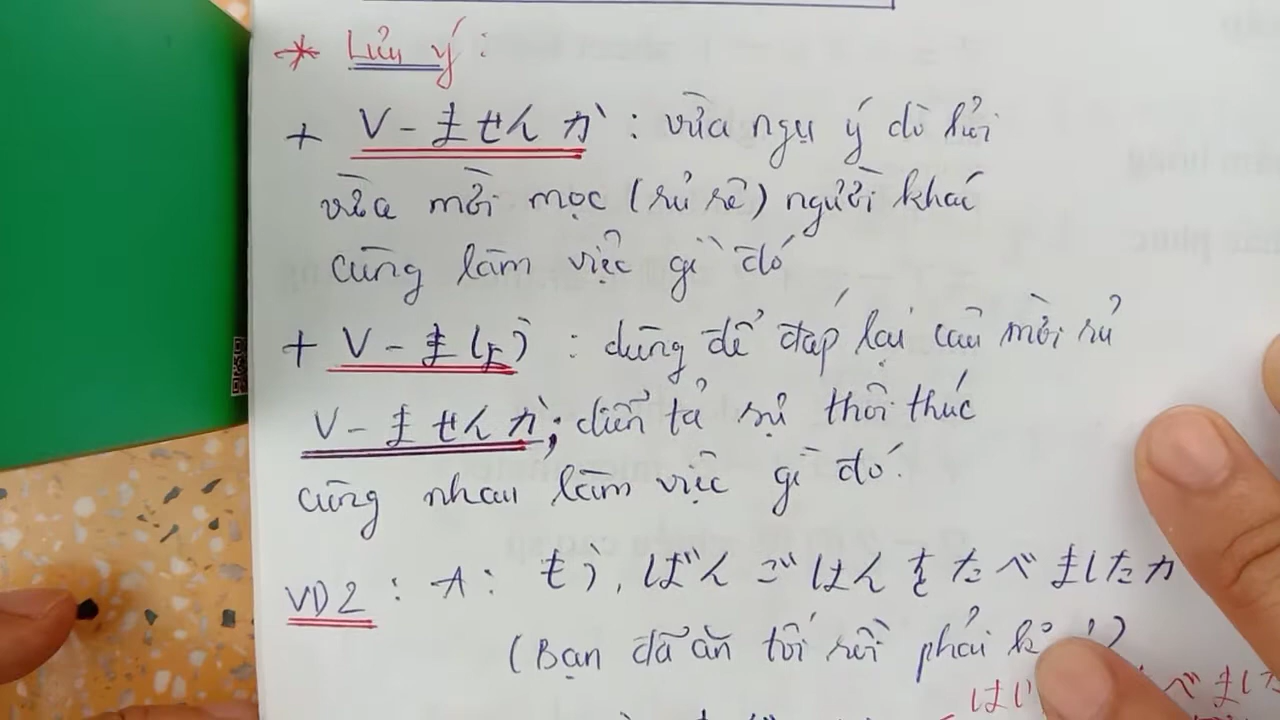 * Lưu ý:
+ V-ませんか: vừa ngụ ý dò hỏi
vừa mời mọc (rủ rê) người khác
cùng làm việc gì đó
+ V-ましょう: dùng để đáp lại câu mời rủ
V-ませんか; diễn tả sự thôi thúc
cùng nhau làm việc gì đó.
VD2: A: もう、ばんごはんをたべましたか
(Bạn đã ăn tối rồi phải k